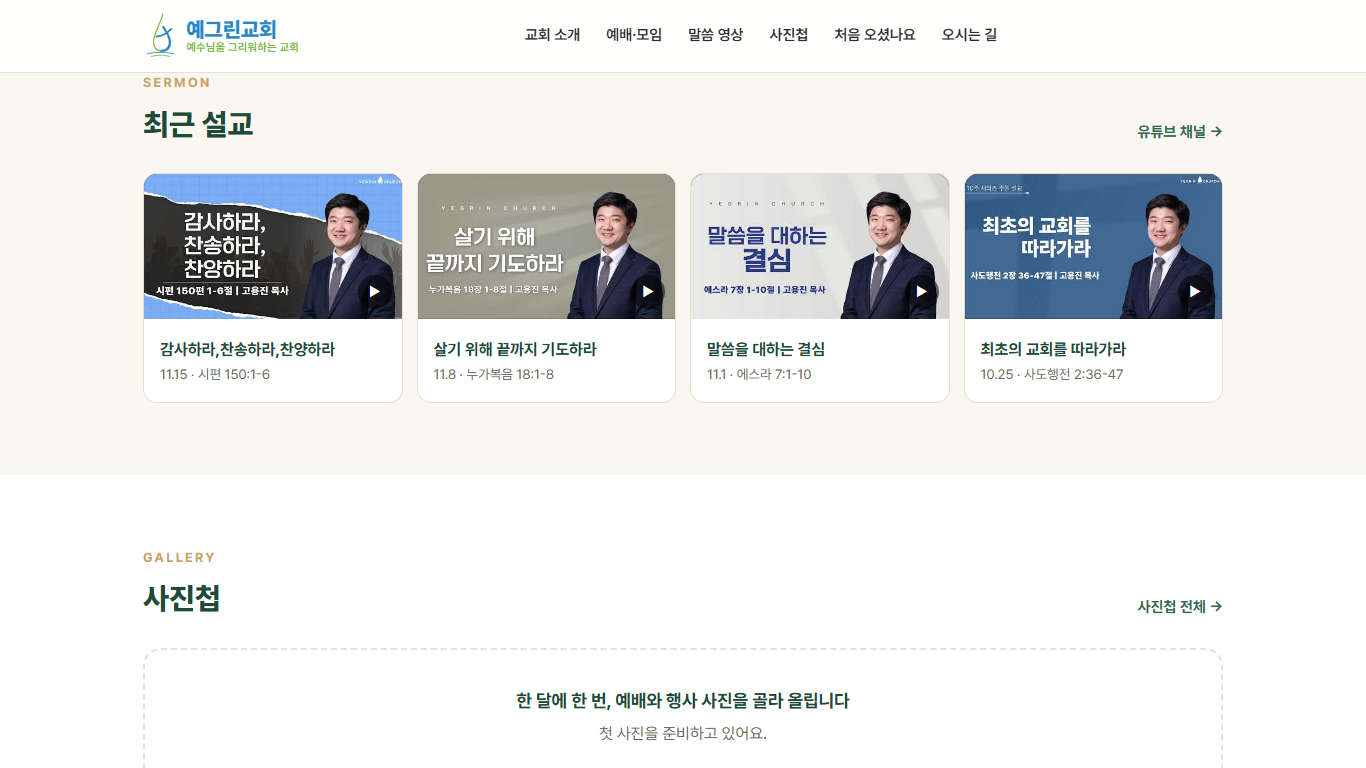 예그린교회
예수님을 그리워하는 교회
교회 소개
예배·모임
말씀 영상
사진첩
처음 오셨나요
오시는 길
SERMON
최근 설교
유튜브 채널 →
YEGRIN CHURCH
감사하라,
찬송하라,
찬양하라
시편 150편 1-6절 | 고용진 목사
감사하라,찬송하라,찬양하라
11.15 · 시편 150:1-6
YEGRIN CHURCH
살기 위해
끝까지 기도하라
누가복음 18장 1-8절 | 고용진 목사
살기 위해 끝까지 기도하라
11.8 · 누가복음 18:1-8
YEGRIN CHURCH
말씀을 대하는
결심
에스라 7장 1-10절 | 고용진 목사
말씀을 대하는 결심
11.1 · 에스라 7:1-10
YEGRIN CHURCH
최초의 교회를
따라가라
사도행전 2장 36-47절 | 고용진 목사
최초의 교회를 따라가라
10.25 · 사도행전 2:36-47
GALLERY
사진첩
사진첩 전체 →
한 달에 한 번, 예배와 행사 사진을 골라 올립니다
첫 사진을 준비하고 있어요.